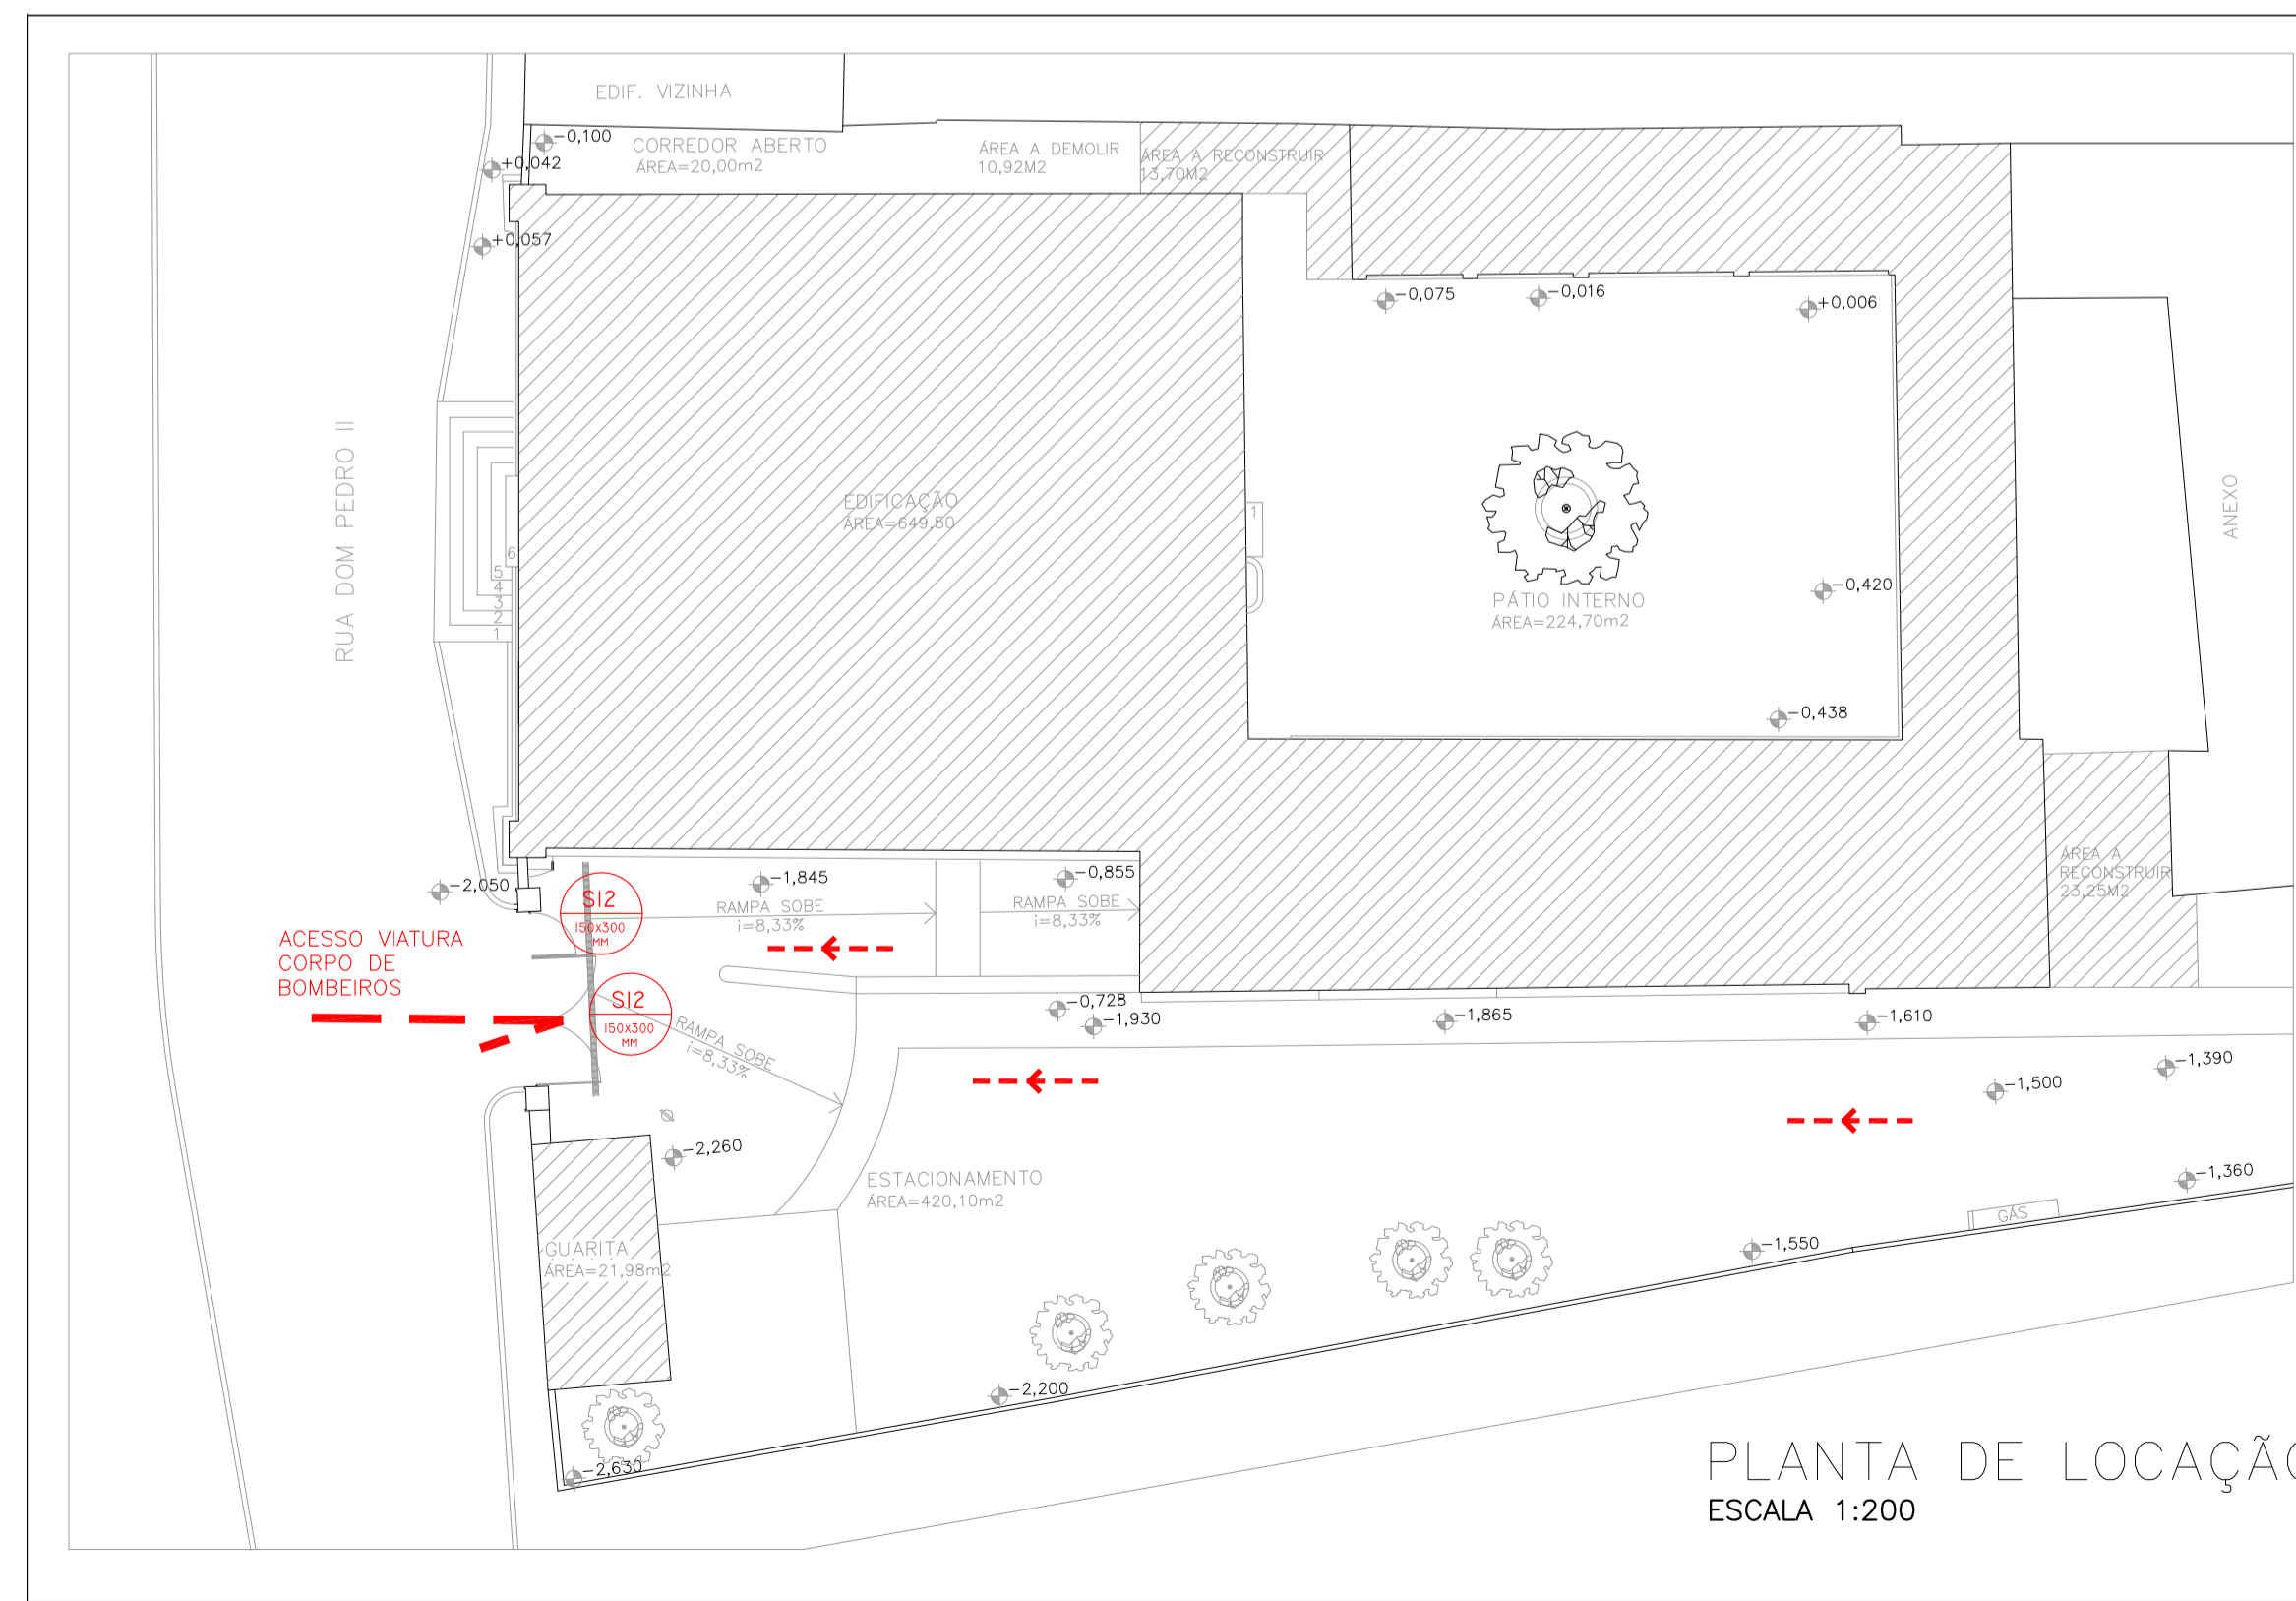 EDIF. VIZINHA
-0,100
CORREDOR ABERTO
ÁREA=20,00m2
ÁREA A DEMOLIR
10,92M2
ÁREA A RECONSTRUIR
13,70M2
+0,042
+0,057
-0,075
-0,016
+0,006
RUA DOM PEDRO II
6
5
4
3
2
1
EDIFICAÇÃO
ÁREA=649,50
1
PÁTIO INTERNO
ÁREA=224,70m2
-0,420
-0,438
ANEXO
ÁREA A
RECONSTRUIR
23,25M2
-2,050
SI2
150x300
MM
-1,845
RAMPA SOBE
i=8,33%
-0,855
RAMPA SOBE
i=8,33%
ACESSO VIATURA
CORPO DE
BOMBEIROS
SI2
150x300
MM
RAMPA SOBE
i=8,33%
-0,728
-1,930
-1,865
-1,610
-1,500
-1,390
-2,260
ESTACIONAMENTO
ÁREA=420,10m2
-1,360
GÁS
-1,550
GUARITA
ÁREA=21,98m2
-2,200
-2,630
PLANTA DE LOCAÇÃO
ESCALA 1:200